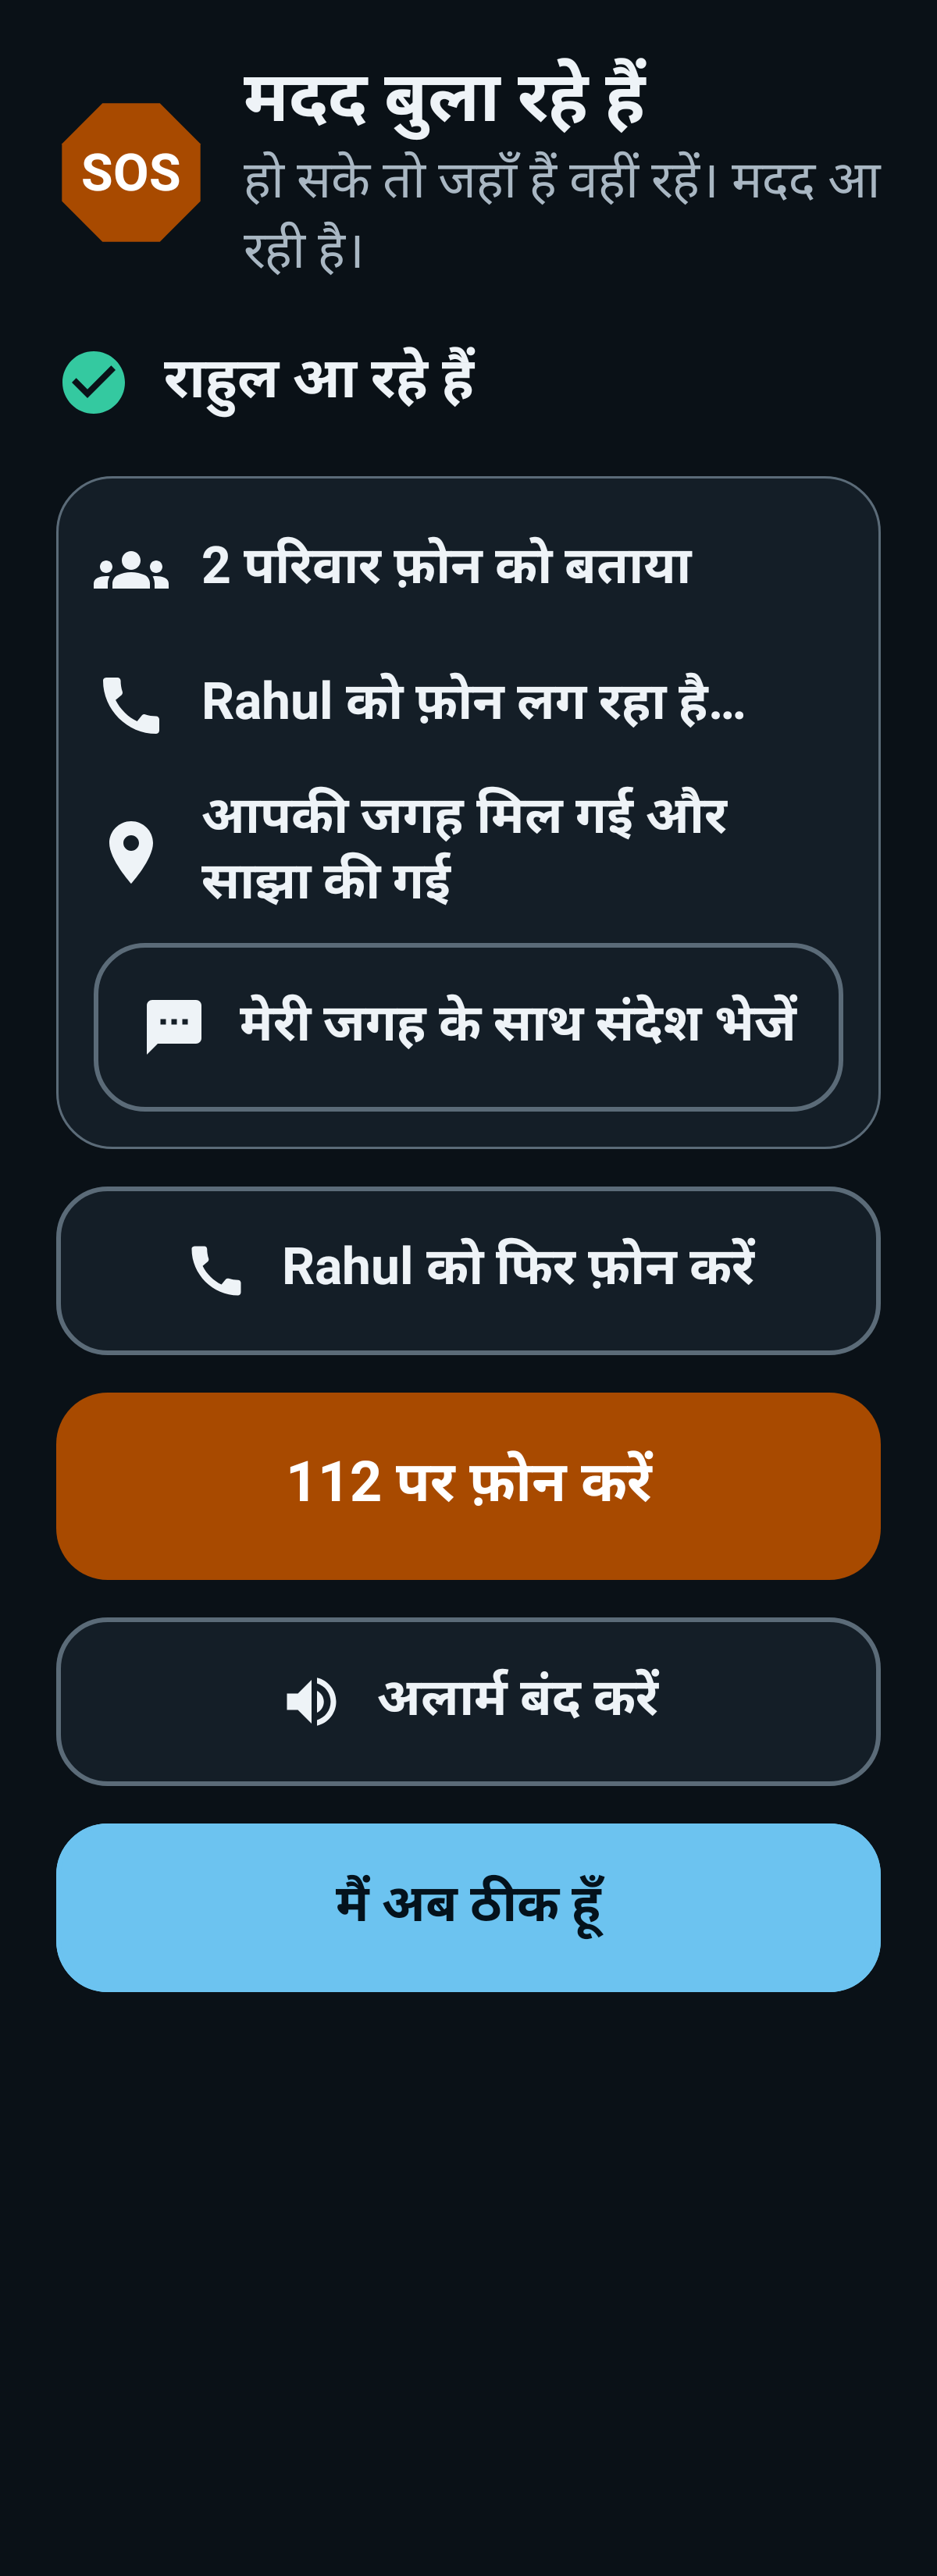 SOS
मदद बुला रहे हैं
हो सके तो जहाँ हैं वहीं रहें। मदद आ
रही है।
राहुल आ रहे हैं
2 परिवार फ़ोन को बताया
Rahul को फ़ोन लग रहा है…
आपकी जगह मिल गई और
साझा की गई
मेरी जगह के साथ संदेश भेजें
Rahul को फिर फ़ोन करें
112 पर फ़ोन करें
अलार्म बंद करें
मैं अब ठीक हूँ